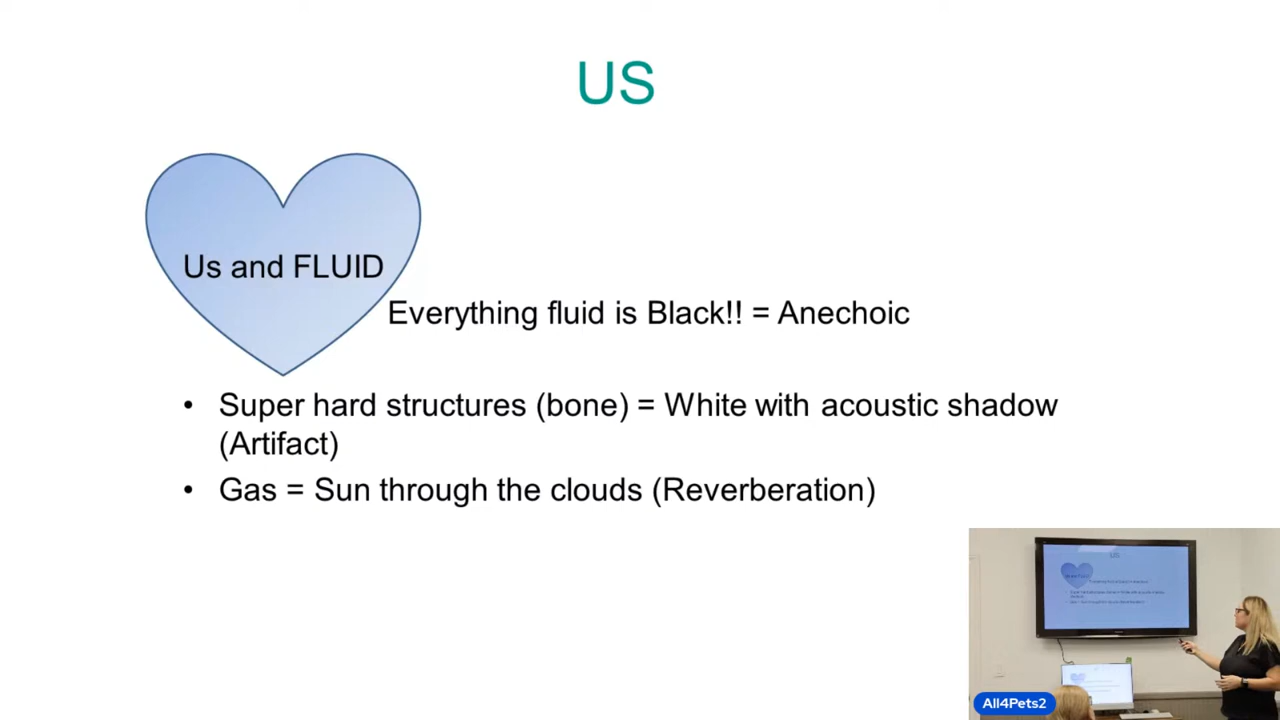 US
Us and FLUID
Everything fluid is Black!! = Anechoic
• Super hard structures (bone) = White with acoustic shadow
(Artifact)
• Gas = Sun through the clouds (Reverberation)
All4Pets2